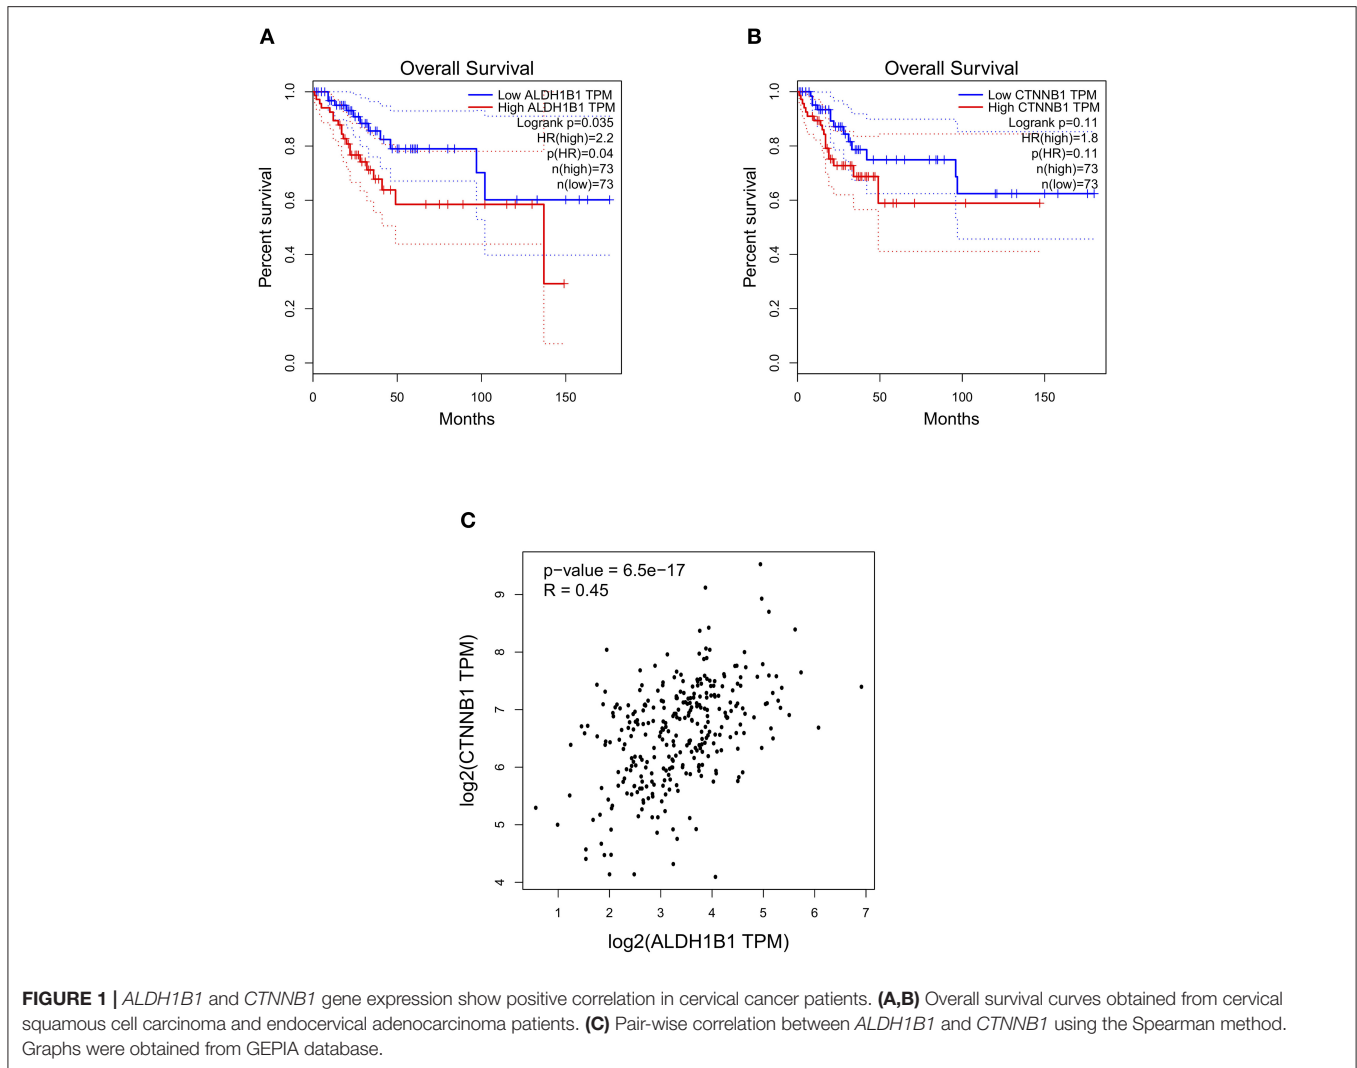 A
Overall Survival
Low ALDH1B1 TPM
High ALDH1B1 TPM
Logrank p=0.035
HR(high)=2.2
p(HR)=0.04
n(high)=73
n(low)=73
Percent survival
1.0
0.8
0.6
0.4
0.2
0.0
0 50 100 150
Months
B
Overall Survival
Low CTNNB1 TPM
High CTNNB1 TPM
Logrank p=0.11
HR(high)=1.8
p(HR)=0.11
n(high)=73
n(low)=73
Percent survival
1.0
0.8
0.6
0.4
0.2
0.0
0 50 100 150
Months
C
p−value = 6.5e−17
R = 0.45
log2(CTNNB1 TPM)
9
8
7
6
5
4
1 2 3 4 5 6 7
log2(ALDH1B1 TPM)
FIGURE 1 | ALDH1B1 and CTNNB1 gene expression show positive correlation in cervical cancer patients. (A,B) Overall survival curves obtained from cervical
squamous cell carcinoma and endocervical adenocarcinoma patients. (C) Pair-wise correlation between ALDH1B1 and CTNNB1 using the Spearman method.
Graphs were obtained from GEPIA database.